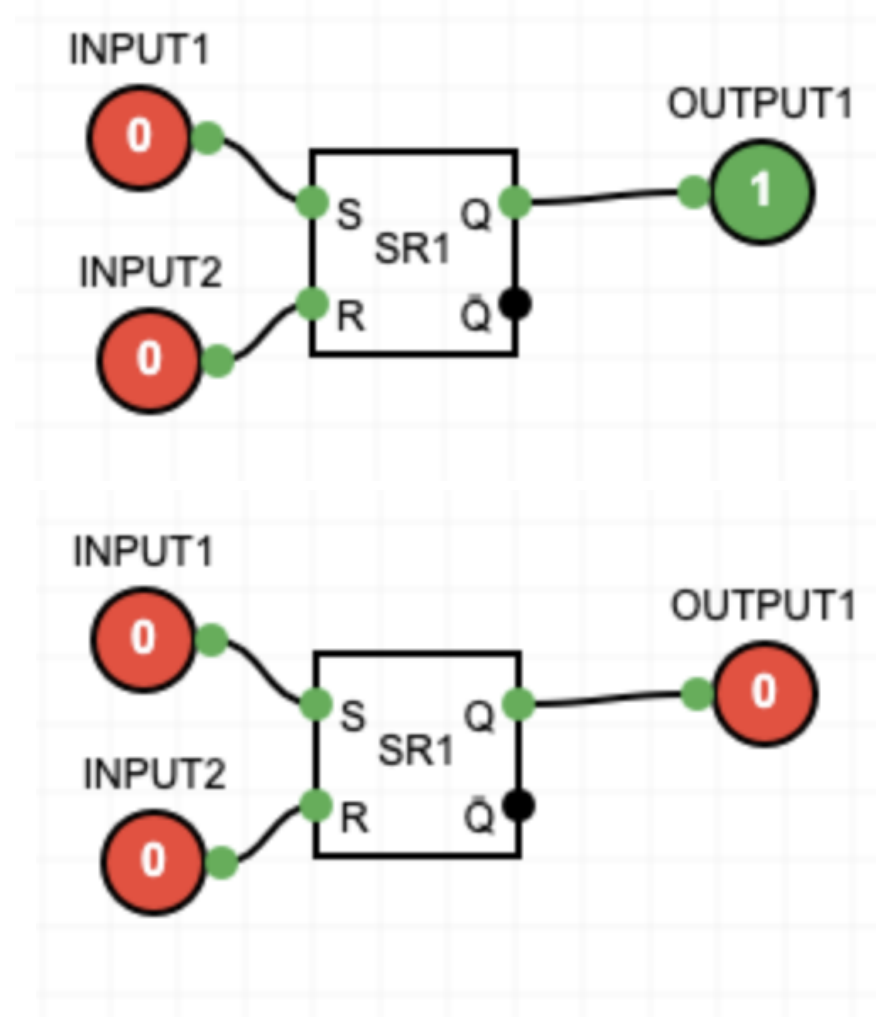 INPUT1
OUTPUT1
0
1
S
Q
SR1
INPUT2
R
Q̄
0
INPUT1
OUTPUT1
0
0
S
Q
SR1
INPUT2
R
Q̄
0